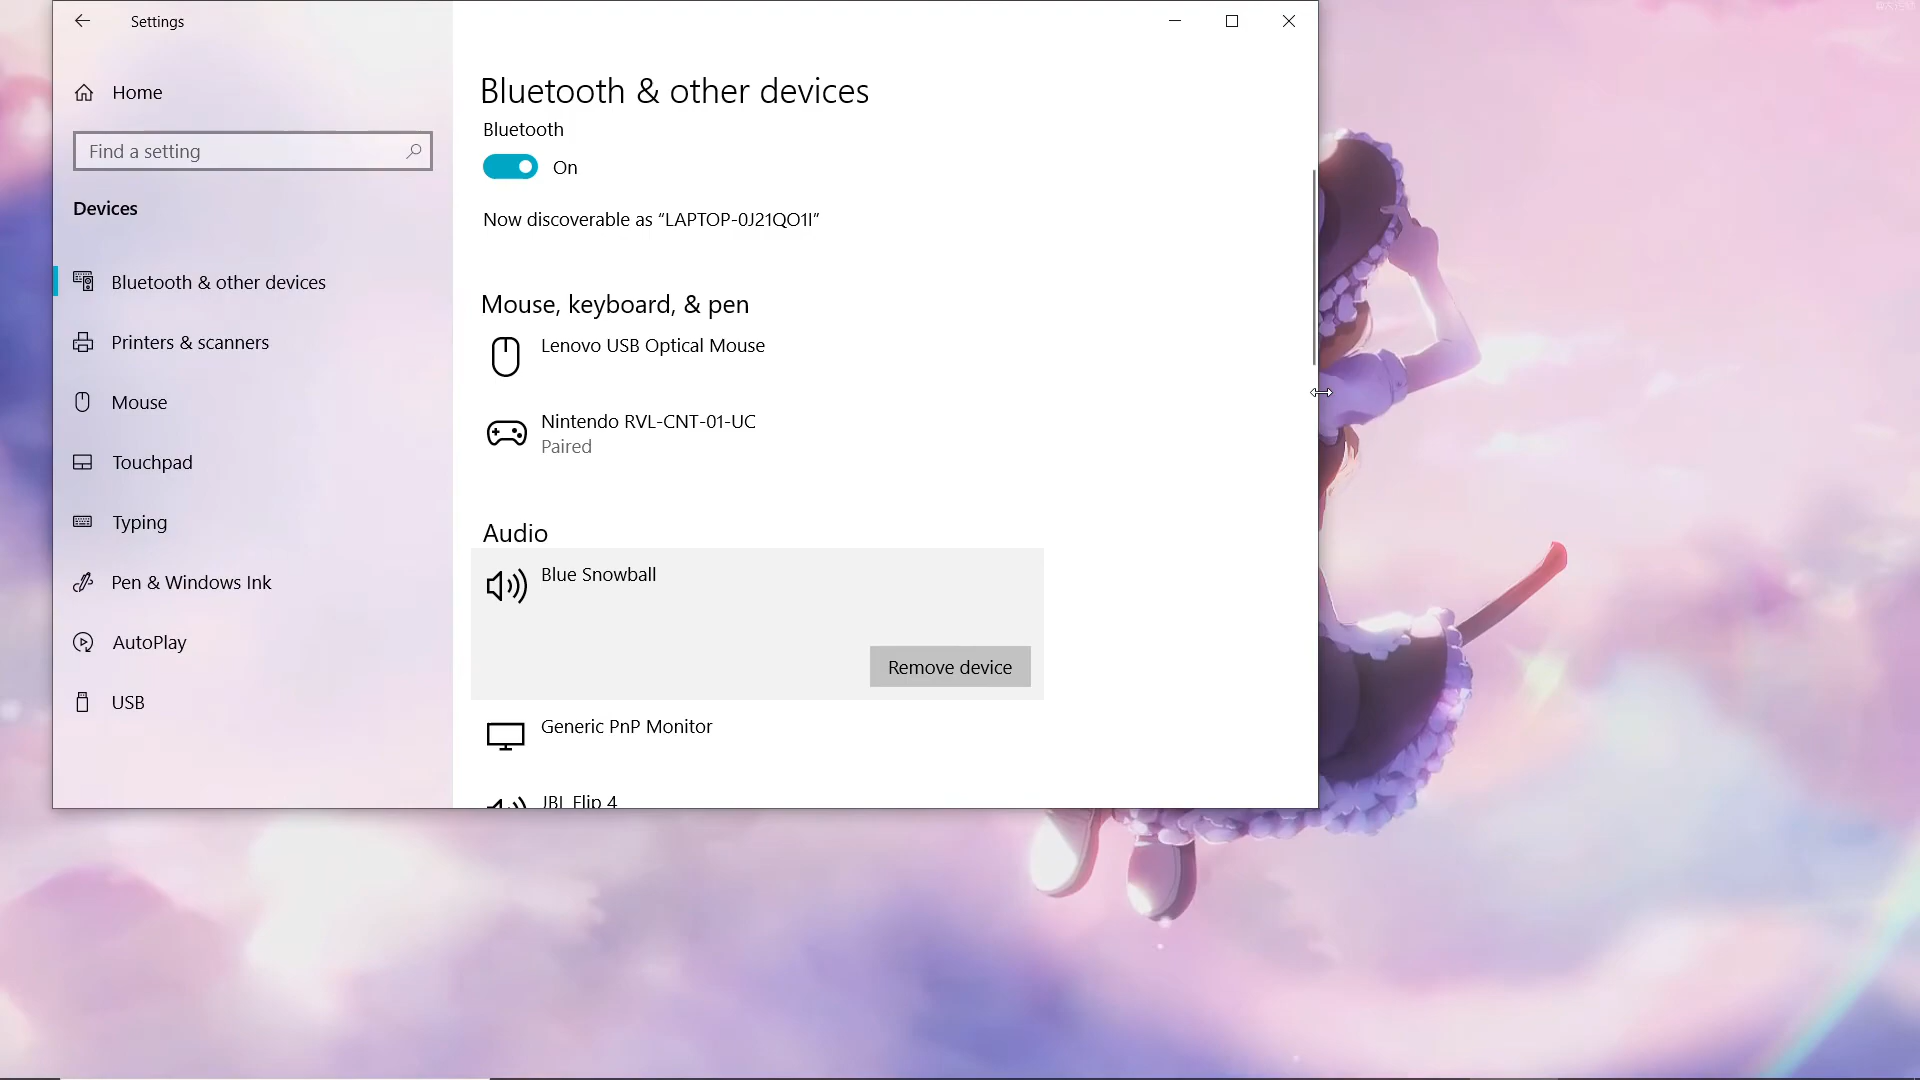 Settings
Home
Find a setting
Devices
Bluetooth & other devices
Printers & scanners
Mouse
Touchpad
Typing
Pen & Windows Ink
AutoPlay
USB
Bluetooth & other devices
Bluetooth
On
Now discoverable as “LAPTOP-0J21QO1I”
Mouse, keyboard, & pen
Lenovo USB Optical Mouse
Nintendo RVL-CNT-01-UC
Paired
Audio
Blue Snowball
Remove device
Generic PnP Monitor
JBL Flip 4